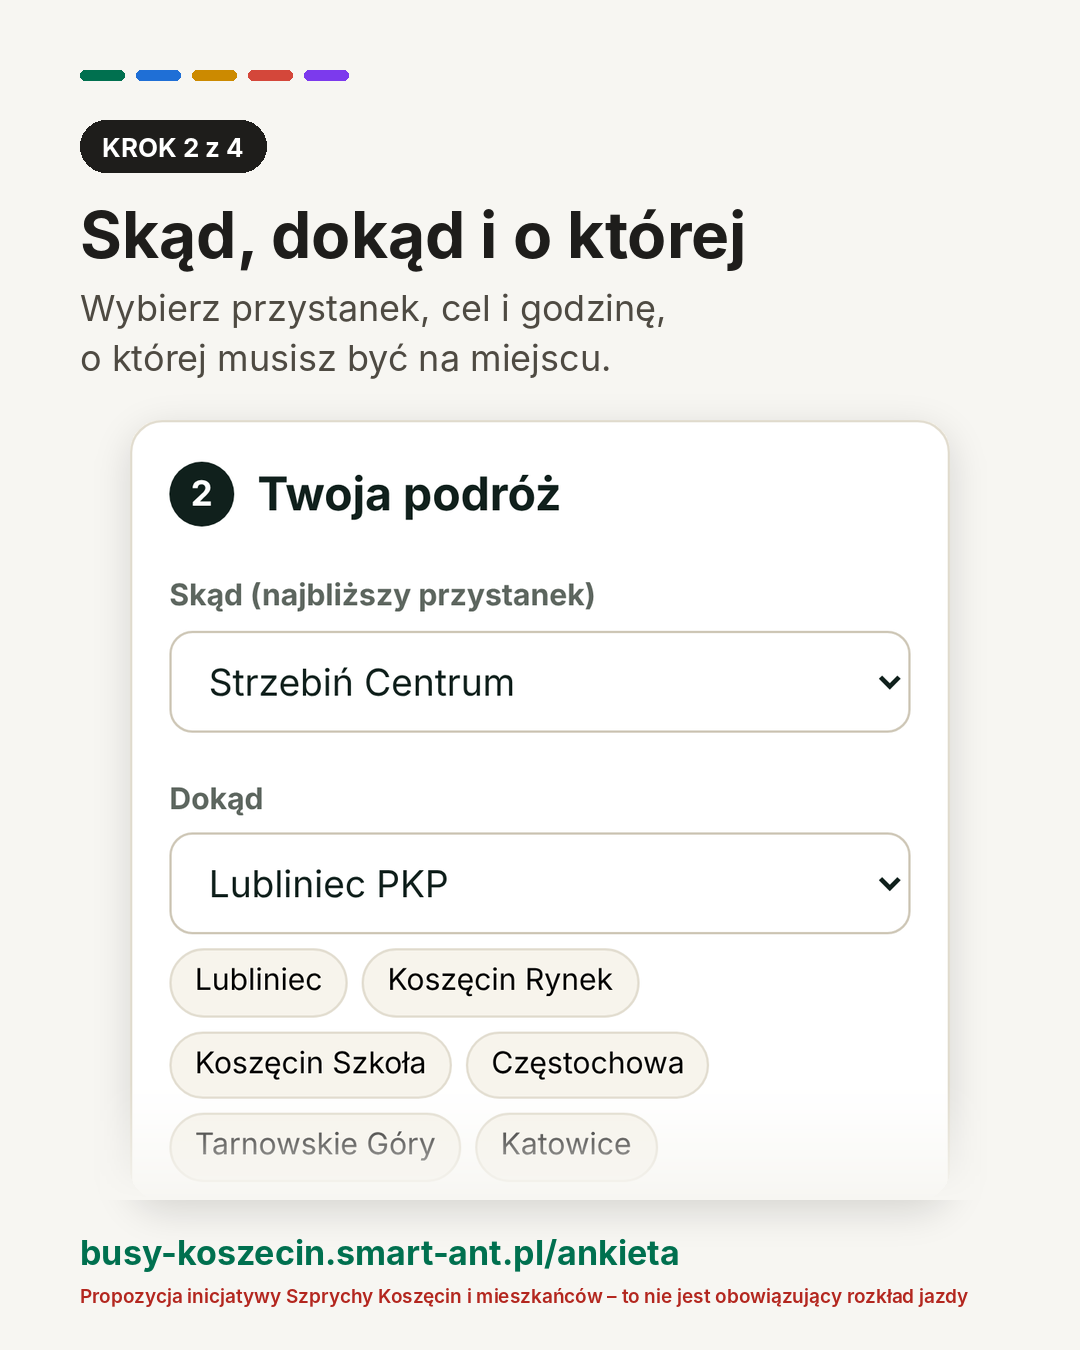 KROK 2 z 4
Skąd, dokąd i o której
Wybierz przystanek, cel i godzinę,
o której musisz być na miejscu.
2 Twoja podróż
Skąd (najbliższy przystanek)
Strzebiń Centrum
Dokąd
Lubliniec PKP
Lubliniec Koszęcin Rynek
Koszęcin Szkoła Częstochowa
Tarnowskie Góry Katowice
busy-koszecin.smart-ant.pl/ankieta
Propozycja inicjatywy Szprychy Koszęcin i mieszkańców – to nie jest obowiązujący rozkład jazdy